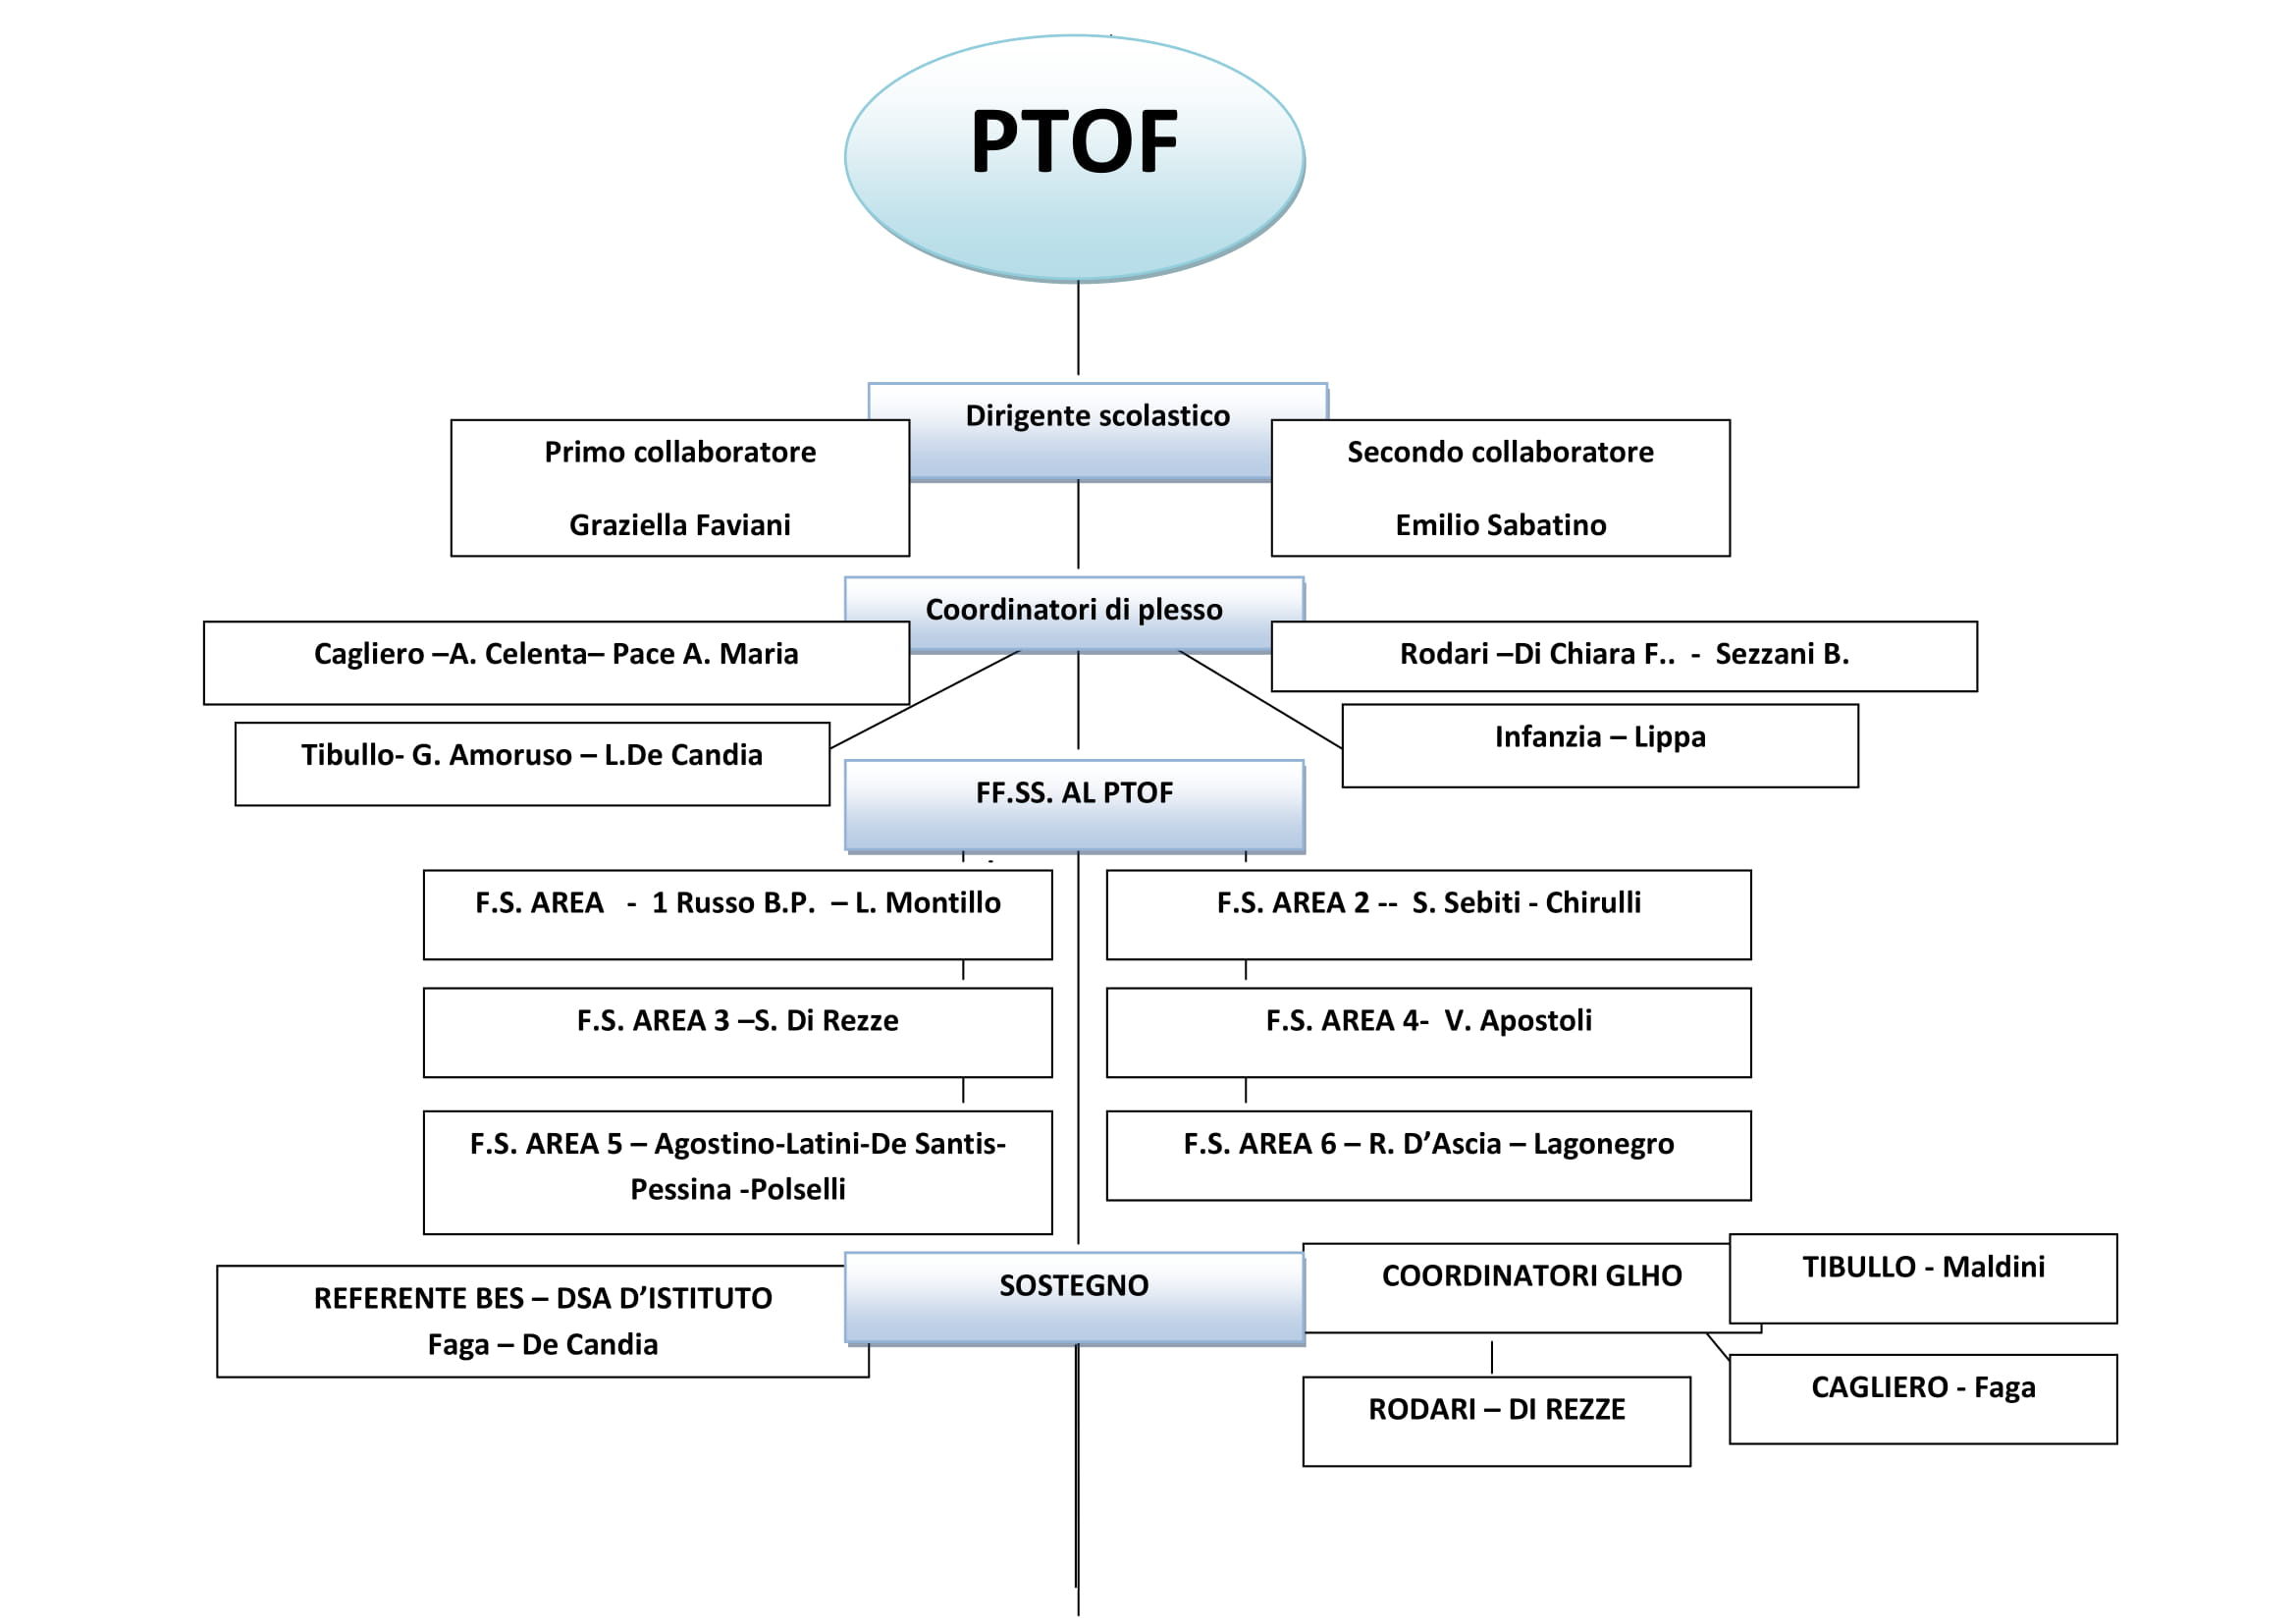 PTOF
Dirigente scolastico
Primo collaboratore
Graziella Faviani
Secondo collaboratore
Emilio Sabatino
Coordinatori di plesso
Cagliero –A. Celenta– Pace A. Maria
Rodari –Di Chiara F.. - Sezzani B.
Tibullo- G. Amoruso – L.De Candia
Infanzia – Lippa
FF.SS. AL PTOF
F.S. AREA - 1 Russo B.P. – L. Montillo
F.S. AREA 2 -- S. Sebiti - Chirulli
F.S. AREA 3 –S. Di Rezze
F.S. AREA 4- V. Apostoli
F.S. AREA 5 – Agostino-Latini-De Santis-
Pessina -Polselli
F.S. AREA 6 – R. D’Ascia – Lagonegro
REFERENTE BES – DSA D’ISTITUTO
Faga – De Candia
SOSTEGNO
COORDINATORI GLHO
TIBULLO - Maldini
CAGLIERO - Faga
RODARI – DI REZZE